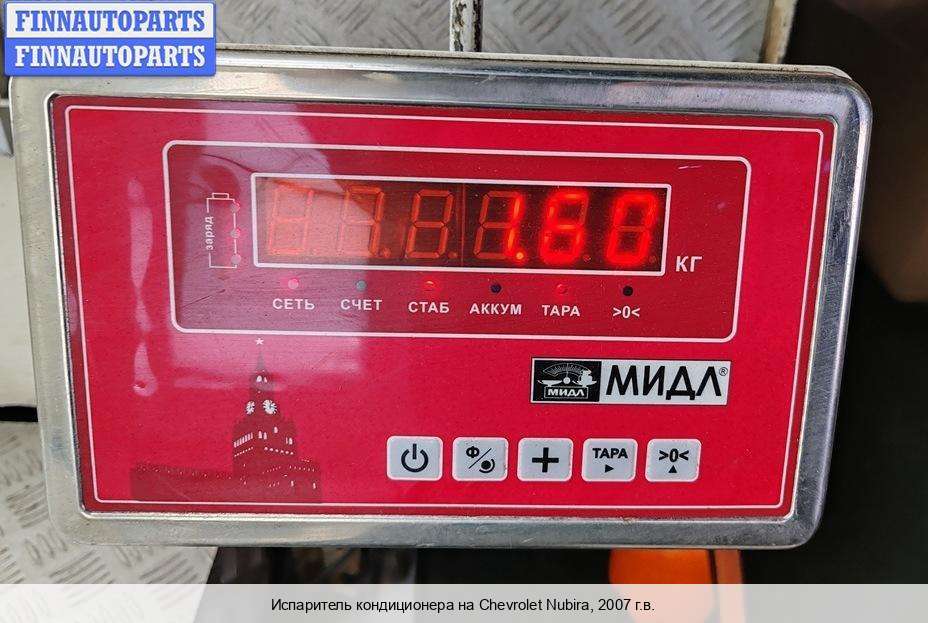 FINNAUTOPARTS
FINNAUTOPARTS
заряд
1.60
КГ
СЕТЬ СЧЕТ СТАБ АККУМ ТАРА >0<
МИДЛ МИДЛ®
Ф ТАРА >0<
Испаритель кондиционера на Chevrolet Nubira, 2007 г.в.